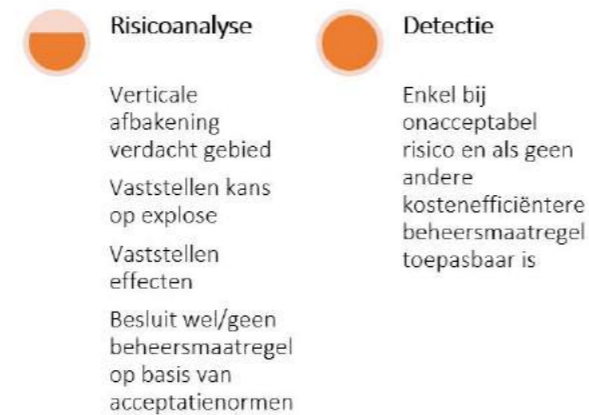 Risicoanalyse
Verticale
afbakening
verdacht gebied
Vaststellen kans
op explose
Vaststellen
effecten
Besluit wel/geen
beheersmaatregel
op basis van
acceptatienormen
Detectie
Enkel bij
onacceptabel
risico en als geen
andere
kostenefficiëntere
beheersmaatregel
toepasbaar is